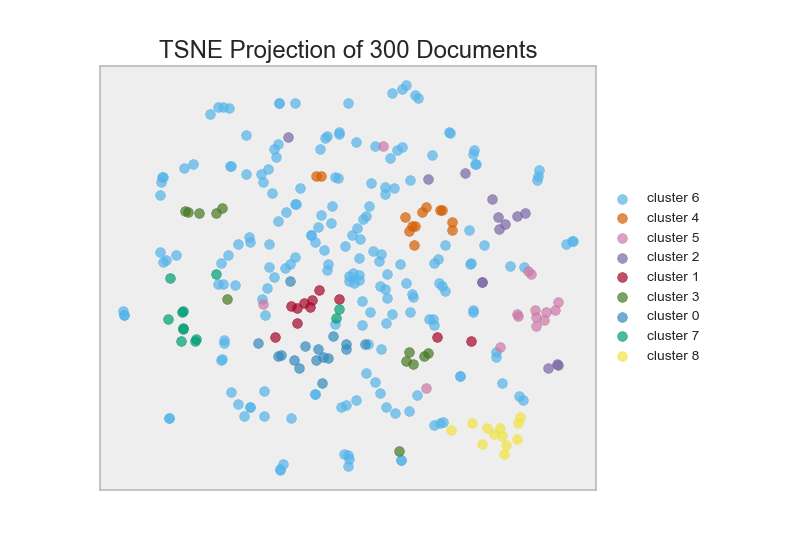 TSNE Projection of 300 Documents
cluster 6
cluster 4
cluster 5
cluster 2
cluster 1
cluster 3
cluster 0
cluster 7
cluster 8